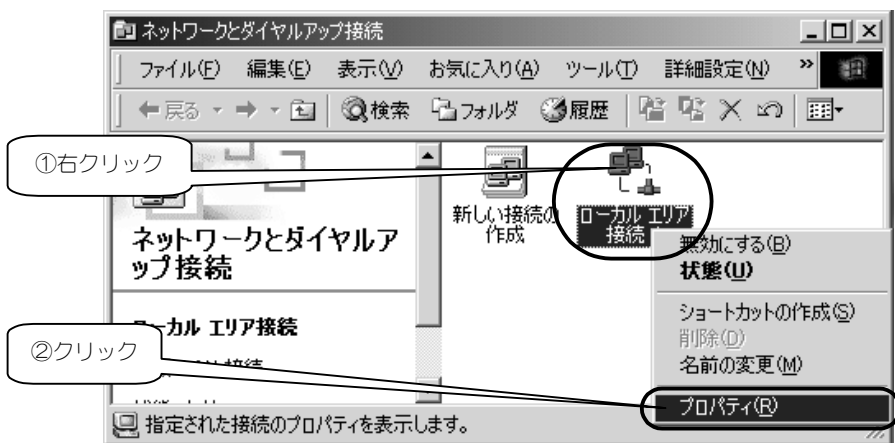 ネットワークとダイヤルアップ接続
ファイル(F) 編集(E) 表示(V) お気に入り(A) ツール(T) 詳細設定(N) »
戻る 検索 フォルダ 履歴
①右クリック
新しい接続の
作成
ローカル エリア
接続
ネットワークとダイヤルア
ップ接続
無効にする(B)
状態(U)
ショートカットの作成(S)
削除(D)
名前の変更(M)
プロパティ(R)
ーカル エリア接続
②クリック
接続
指定された接続のプロパティを表示します。